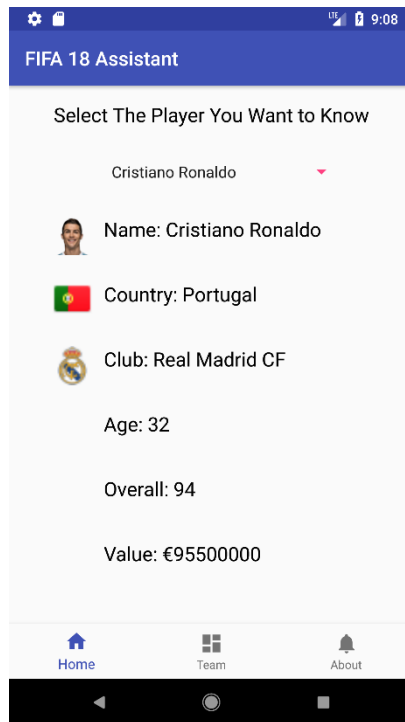 LTE 9:08
FIFA 18 Assistant
Select The Player You Want to Know
Cristiano Ronaldo
Name: Cristiano Ronaldo
Country: Portugal
Club: Real Madrid CF
Age: 32
Overall: 94
Value: €95500000
Home Team About